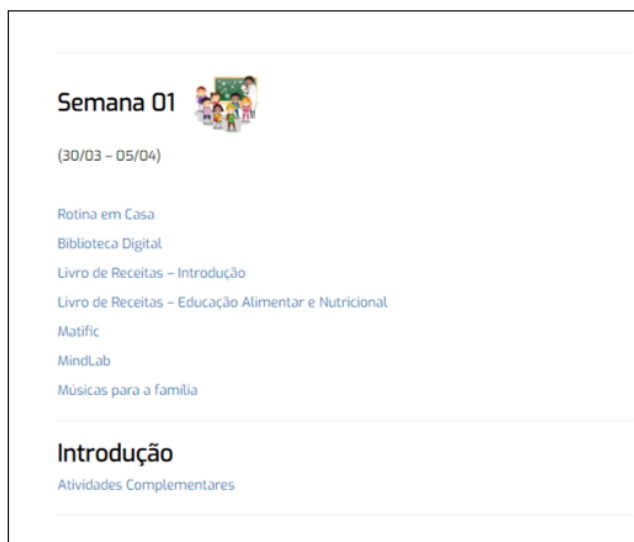 Semana 01
(30/03 – 05/04)
Rotina em Casa
Biblioteca Digital
Livro de Receitas – Introdução
Livro de Receitas – Educação Alimentar e Nutricional
Matific
MindLab
Músicas para a família
Introdução
Atividades Complementares